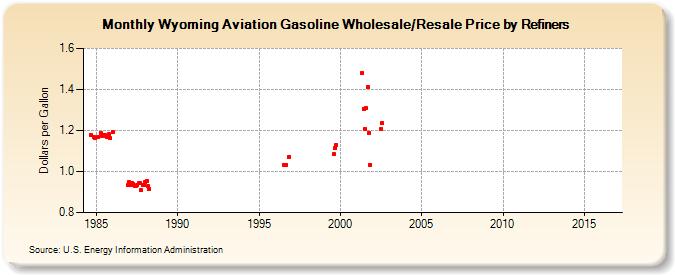 Monthly Wyoming Aviation Gasoline Wholesale/Resale Price by Refiners
Dollars per Gallon
1.6
1.4
1.2
1.0
0.8
1985 1990 1995 2000 2005 2010 2015
Source: U.S. Energy Information Administration